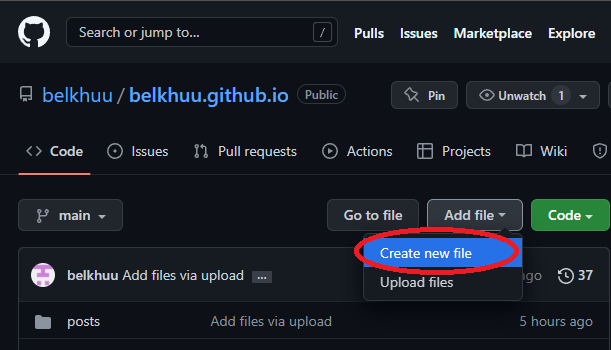 Search or jump to... / Pulls Issues Marketplace Explore
belkhuu / belkhuu.github.io Public Pin Unwatch 1
Code Issues Pull requests Actions Projects Wiki
main Go to file Add file Code
Create new file
belkhuu Add files via upload ... ago 37
Upload files
posts Add files via upload 5 hours ago